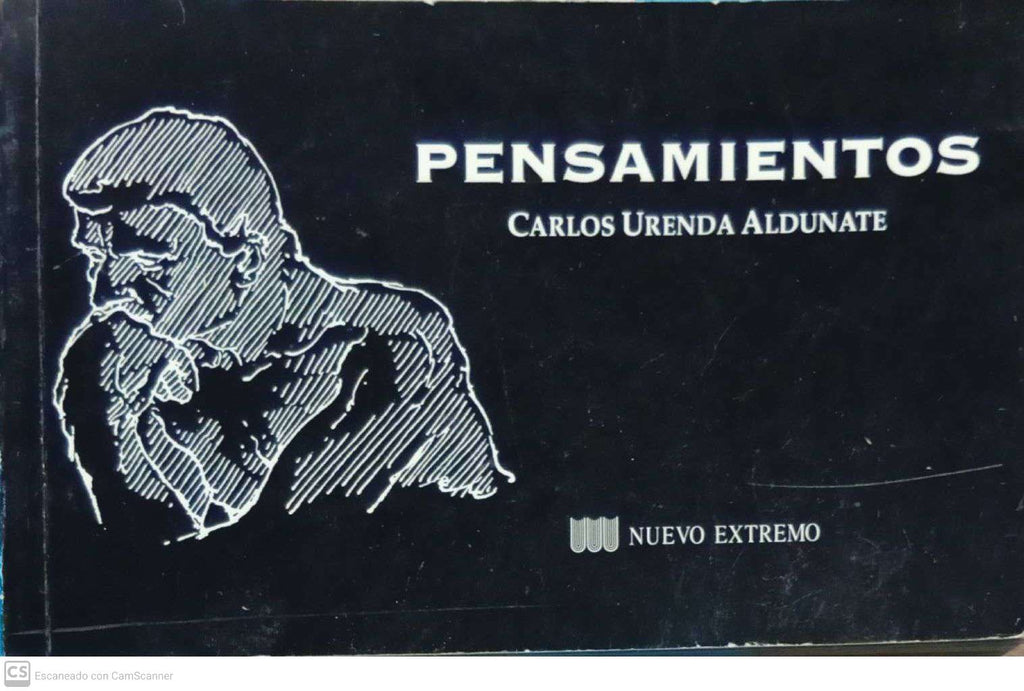 PENSAMIENTOS
CARLOS URENDA ALDUNATE
NUEVO EXTREMO
CS Escaneado con CamScanner